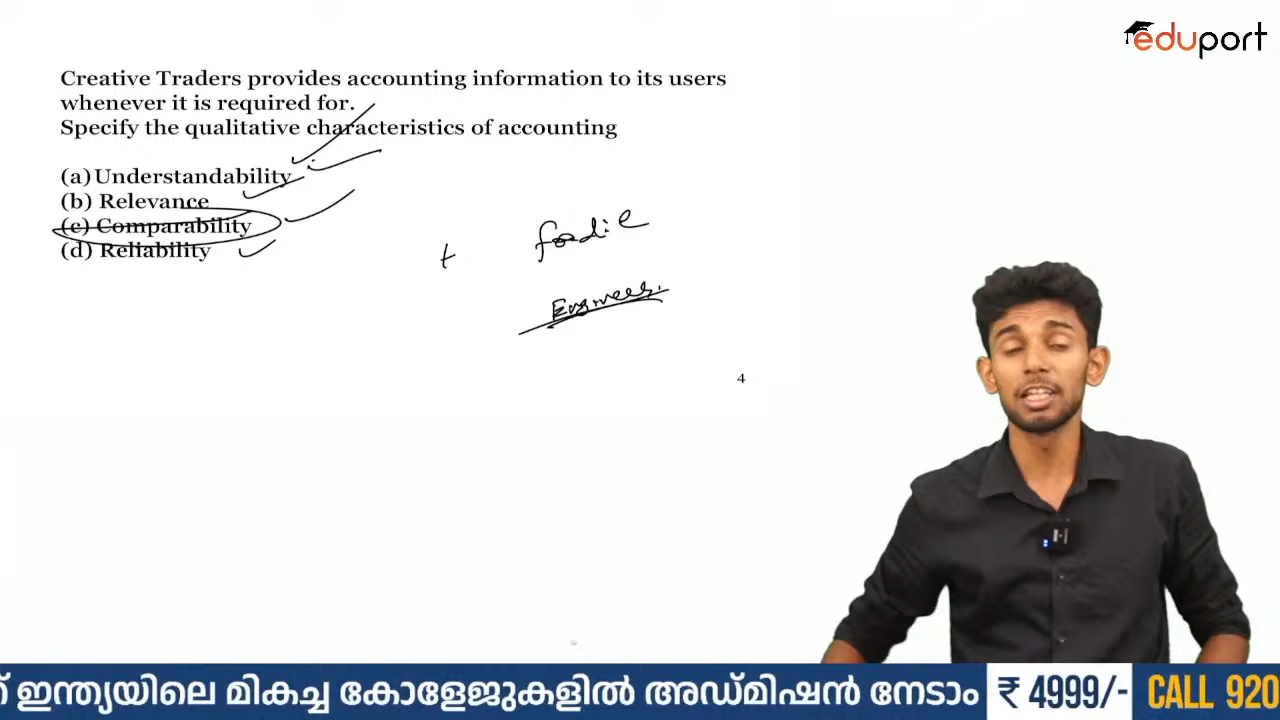 eduport
Creative Traders provides accounting information to its users
whenever it is required for.
Specify the qualitative characteristics of accounting
(a) Understandability
(b) Relevance
(c) Comparability
(d) Reliability
4
ഇന്ത്യയിലെ മികച്ച കോളേജുകളിൽ അഡ്മിഷൻ നേടാം ₹ 4999/- CALL 920